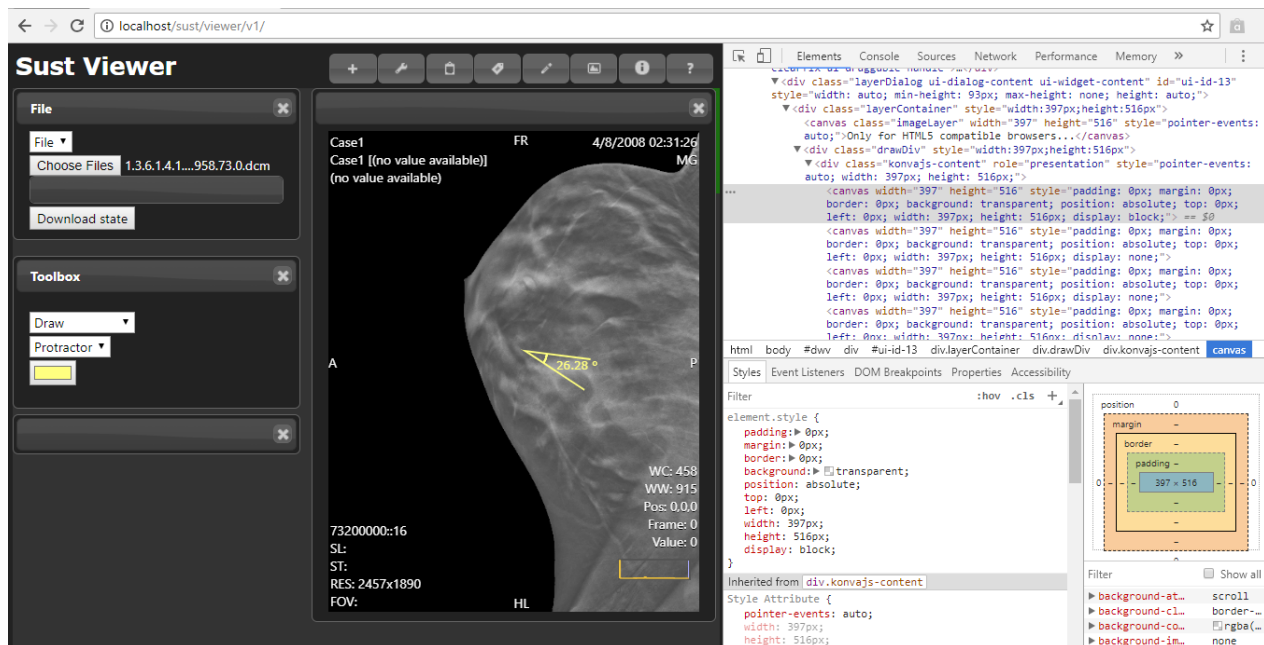 localhost/sust/viewer/v1/
Sust Viewer
?
File
File
Choose Files 1.3.6.1.4.1....958.73.0.dcm
Download state
Toolbox
Draw
Protractor
Case1
FR
4/8/2008 02:31:26
Case1 [(no value available)]
MG
(no value available)
26.28 °
A
P
WC: 458
WW: 915
Pos: 0,0,0
Frame: 0
Value: 0
73200000::16
SL:
ST:
RES: 2457x1890
FOV:
HL
Elements Console Sources Network Performance Memory »
▼<div class="layerDialog ui-dialog-content ui-widget-content" id="ui-id-13"
style="width: auto; min-height: 93px; max-height: none; height: auto;">
▼<div class="layerContainer" style="width:397px;height:516px">
<canvas class="imageLayer" width="397" height="516" style="pointer-events:
auto;">Only for HTML5 compatible browsers...</canvas>
▼<div class="drawDiv" style="width:397px;height:516px">
▼<div class="konvajs-content" role="presentation" style="pointer-events:
auto; width: 397px; height: 516px;">
... <canvas width="397" height="516" style="padding: 0px; margin: 0px;
border: 0px; background: transparent; position: absolute; top: 0px;
left: 0px; width: 397px; height: 516px; display: block;"> == $0
<canvas width="397" height="516" style="padding: 0px; margin: 0px;
border: 0px; background: transparent; position: absolute; top: 0px;
left: 0px; width: 397px; height: 516px; display: none;">
<canvas width="397" height="516" style="padding: 0px; margin: 0px;
border: 0px; background: transparent; position: absolute; top: 0px;
left: 0px; width: 397px; height: 516px; display: none;">
<canvas width="397" height="516" style="padding: 0px; margin: 0px;
border: 0px; background: transparent; position: absolute; top: 0px;
left: 0px; width: 397px; height: 516px; display: none;">
html body #dwv div #ui-id-13 div.layerContainer div.drawDiv div.konvajs-content canvas
Styles Event Listeners DOM Breakpoints Properties Accessibility
Filter :hov .cls +
element.style {
padding:▶ 0px;
margin:▶ 0px;
border:▶ 0px;
background:▶ transparent;
position: absolute;
top: 0px;
left: 0px;
width: 397px;
height: 516px;
display: block;
}
Inherited from div.konvajs-content
Style Attribute {
pointer-events: auto;
width: 397px;
height: 516px;
position 0
margin -
border -
padding -
0 - - - 397 × 516 - - - 0
-
-
-
Filter Show all
▶ background-at… scroll
▶ background-cl… border-…
▶ background-co… rgba(…
▶ background-im… none